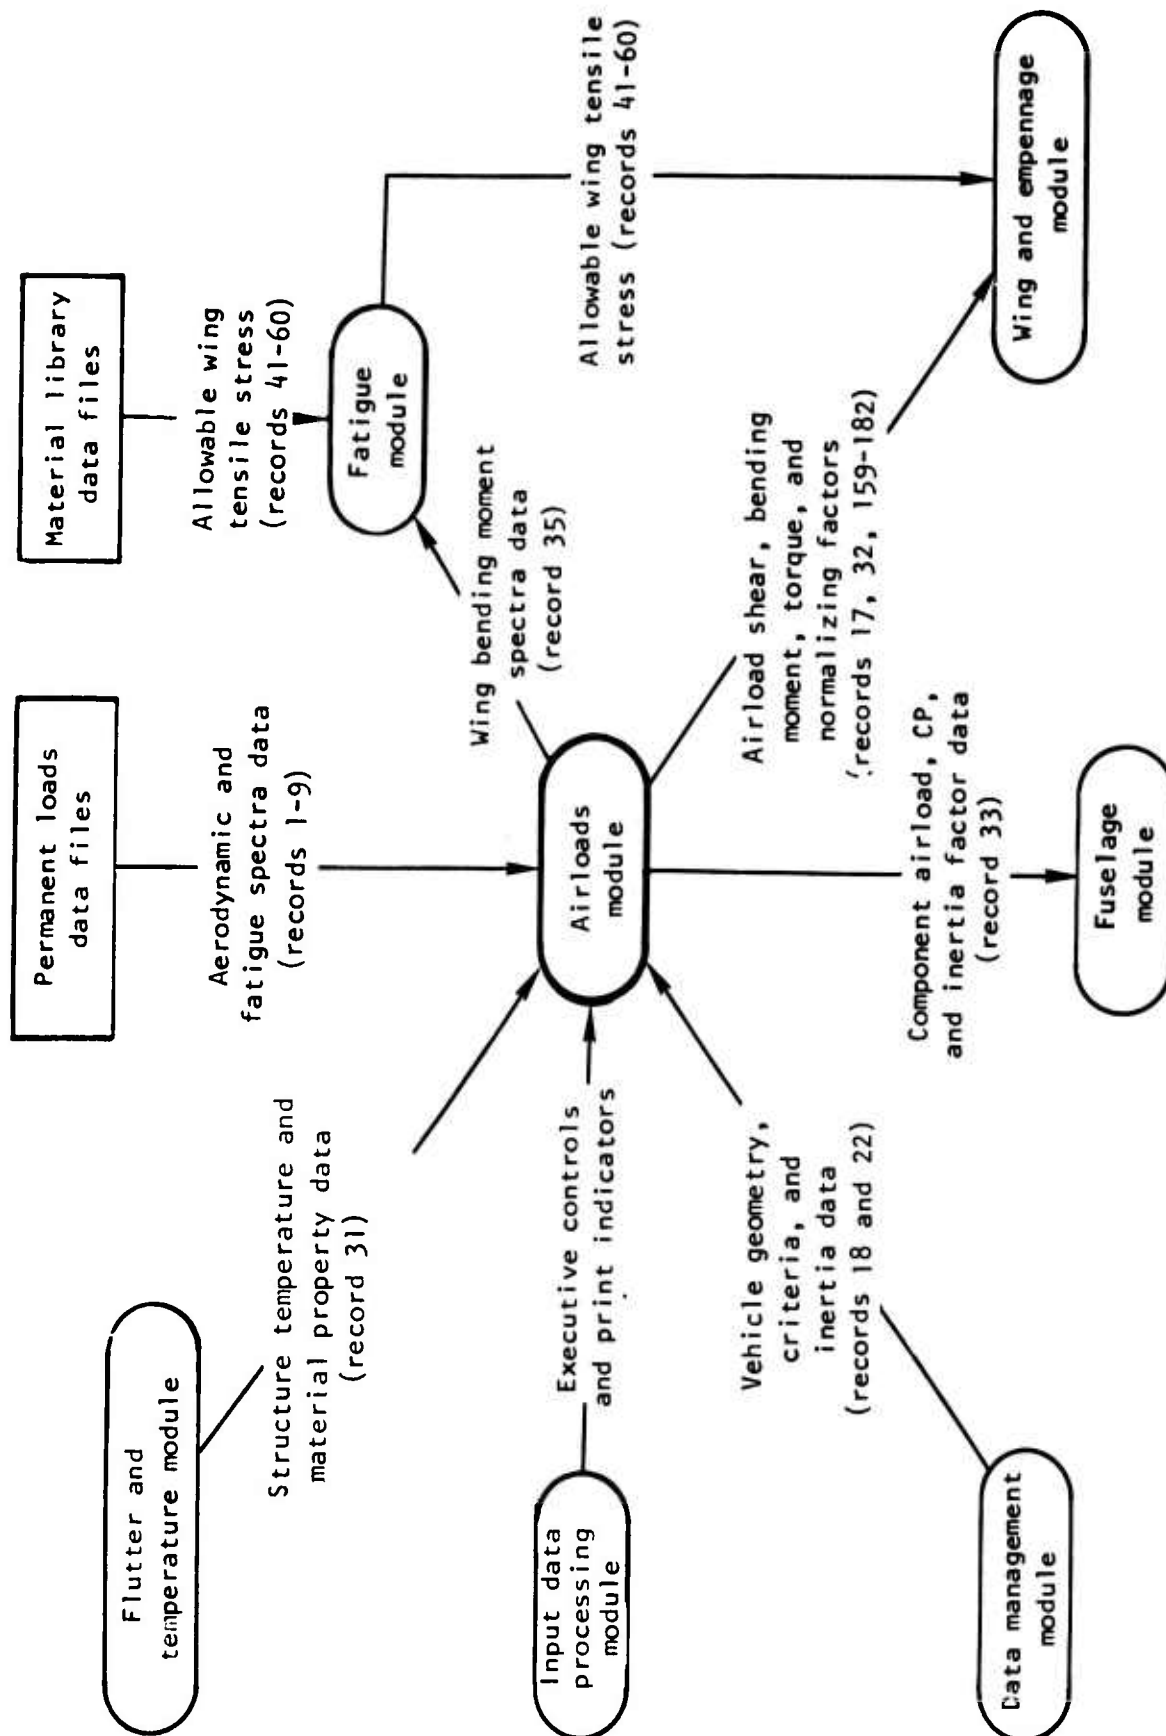 Permanent loads
data files
Material library
data files
Flutter and
temperature module
Structure temperature and
material property data
(record 31)
Aerodynamic and
fatigue spectra data
(records 1-9)
Allowable wing
tensile stress
(records 41-60)
Fatigue
module
Wing bending moment
spectra data
(record 35)
Input data
processing
module
Executive controls
and print indicators
Airloads
module
Allowable wing tensile
stress (records 41-60)
Vehicle geometry,
criteria, and
inertia data
(records 18 and 22)
Airload shear, bending
moment, torque, and
normalizing factors
(records 17, 32, 159-182)
Component airload, CP,
and inertia factor data
(record 33)
Data management
module
Fuselage
module
Wing and empennage
module